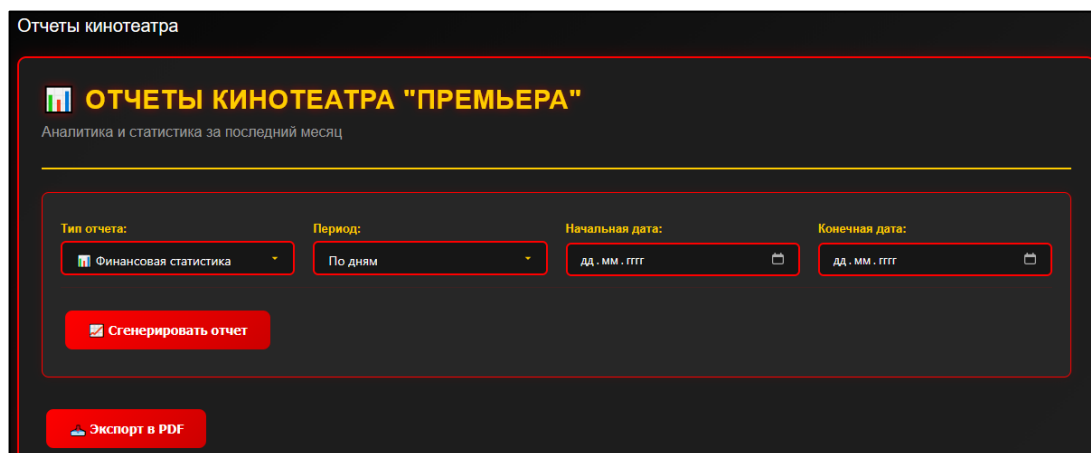 Отчеты кинотеатра
ОТЧЕТЫ КИНОТЕАТРА "ПРЕМЬЕРА"
Аналитика и статистика за последний месяц
Тип отчета: Период: Начальная дата: Конечная дата:
Финансовая статистика По дням дд.мм.гггг дд.мм.гггг
Сгенерировать отчет
Экспорт в PDF